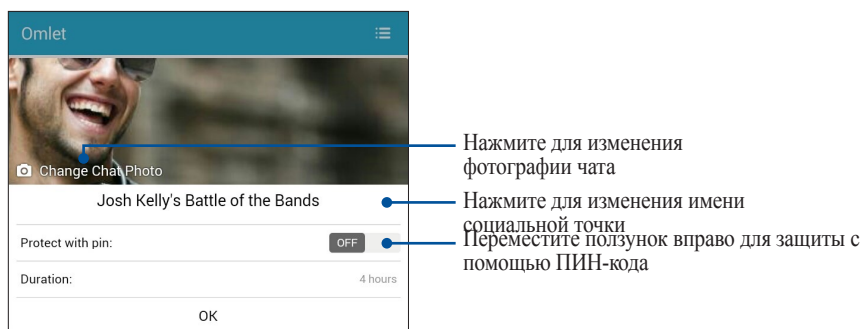 Omlet
Change Chat Photo
Нажмите для изменения
фотографии чата
Josh Kelly's Battle of the Bands
Нажмите для изменения имени
социальной точки
Protect with pin:
OFF
Переместите ползунок вправо для защиты с
помощью ПИН-кода
Duration:
4 hours
OK